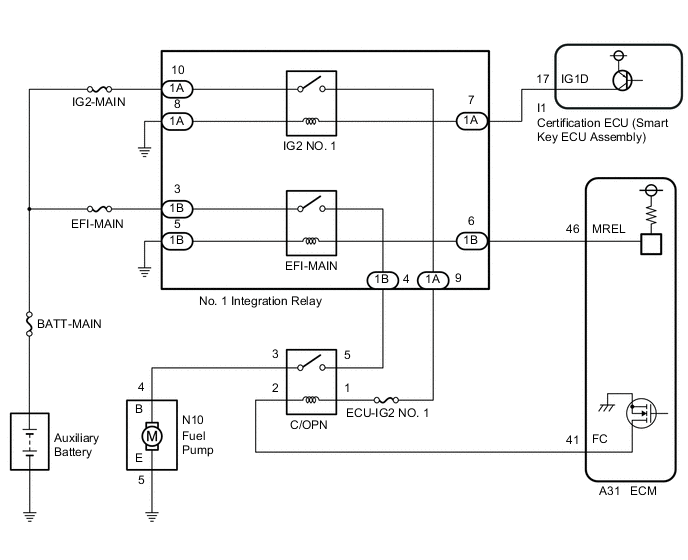 10
17
IG1D
1A
IG2-MAIN
8
7
I1
1A
1A
Certification ECU (Smart
Key ECU Assembly)
IG2 NO. 1
3
1B
6
46
MREL
EFI-MAIN
5
1B
1B
EFI-MAIN
1B
4
1A
9
No. 1 Integration Relay
BATT-MAIN
3
5
4
2
1
B
N10
Fuel
Pump
M
ECU-IG2 NO. 1
C/OPN
Auxiliary
Battery
41
FC
E
5
A31 ECM